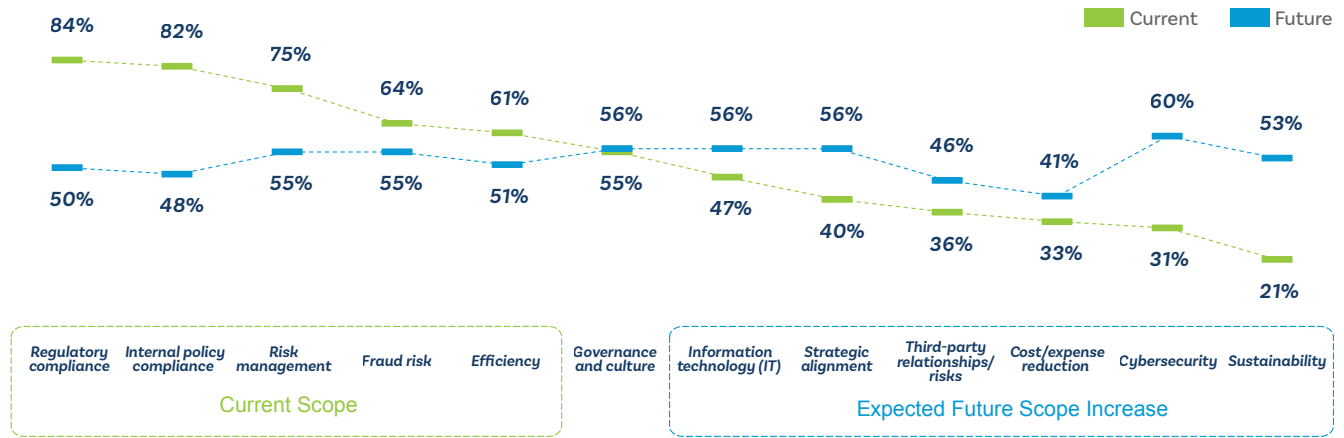 Current Future
84% 82% 75% 64% 61% 56% 56% 56% 46% 41% 60% 53%
50% 48% 55% 55% 51% 55% 47% 40% 36% 33% 31% 21%
Regulatory
compliance
Internal policy
compliance
Risk
management
Fraud risk
Efficiency
Governance
and culture
Information
technology (IT)
Strategic
alignment
Third-party
relationships/
risks
Cost/expense
reduction
Cybersecurity
Sustainability
Current Scope
Expected Future Scope Increase